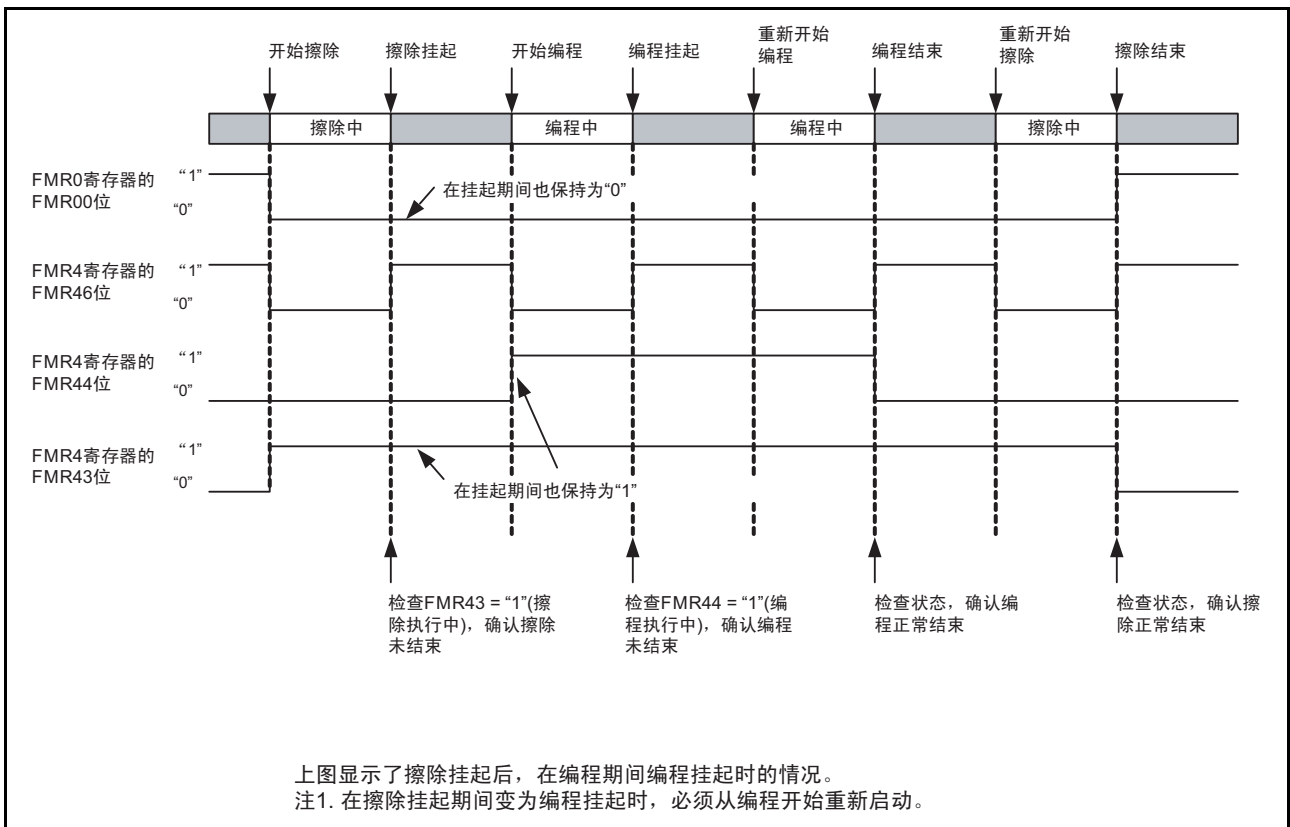 开始擦除
擦除挂起
开始编程
编程挂起
重新开始
编程
编程结束
重新开始
擦除
擦除结束
擦除中
编程中
编程中
擦除中
FMR0寄存器的
FMR00位
“1”
“0”
在挂起期间也保持为“0”
FMR4寄存器的
FMR46位
“1”
“0”
FMR4寄存器的
FMR44位
“1”
“0”
FMR4寄存器的
FMR43位
“1”
“0”
在挂起期间也保持为“1”
检查FMR43 = “1”(擦
除执行中)，确认擦除
未结束
检查FMR44 = “1”(编
程执行中)，确认编程
未结束
检查状态，确认编
程正常结束
检查状态，确认擦
除正常结束
上图显示了擦除挂起后，在编程期间编程挂起时的情况。
注1. 在擦除挂起期间变为编程挂起时，必须从编程开始重新启动。